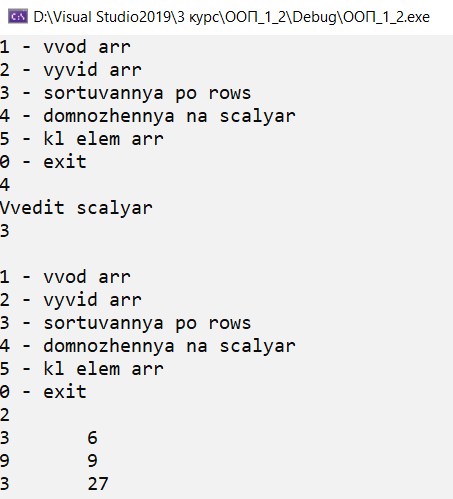 D:\Visual Studio2019\3 курс\ООП_1_2\Debug\ООП_1_2.exe
1 - vvod arr
2 - vyvid arr
3 - sortuvannya po rows
4 - domnozhennya na scalyar
5 - kl elem arr
0 - exit
4
Vvedit scalyar
3
1 - vvod arr
2 - vyvid arr
3 - sortuvannya po rows
4 - domnozhennya na scalyar
5 - kl elem arr
0 - exit
2
3 6
9 9
3 27